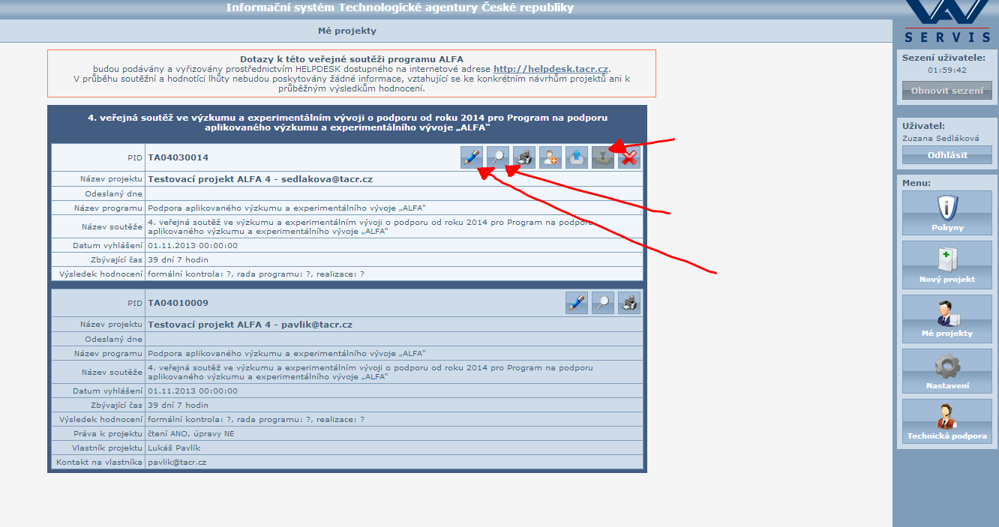 Informační systém Technologické agentury České republiky
Mé projekty
Dotazy k této veřejné soutěži programu ALFA
budou podávány a vyřizovány prostřednictvím HELPDESK dostupného na internetové adrese http://helpdesk.tacr.cz.
V průběhu soutěžní a hodnotící lhůty nebudou poskytovány žádné informace, vztahující se ke konkrétním návrhům projektů ani k
průběžným výsledkům hodnocení.
4. veřejná soutěž ve výzkumu a experimentálním vývoji o podporu od roku 2014 pro Program na podporu
aplikovaného výzkumu a experimentálního vývoje „ALFA“
PID TA04030014
Název projektu Testovací projekt ALFA 4 - sedlakova@tacr.cz
Odeslaný dne
Název programu Podpora aplikovaného výzkumu a experimentálního vývoje „ALFA“
Název soutěže 4. veřejná soutěž ve výzkumu a experimentálním vývoji o podporu od roku 2014 pro Program na podporu
aplikovaného výzkumu a experimentálního vývoje „ALFA“
Datum vyhlášení 01.11.2013 00:00:00
Zbývající čas 39 dní 7 hodin
Výsledek hodnocení formální kontrola: ?, rada programu: ?, realizace: ?
PID TA04010009
Název projektu Testovací projekt ALFA 4 - pavlik@tacr.cz
Odeslaný dne
Název programu Podpora aplikovaného výzkumu a experimentálního vývoje „ALFA“
Název soutěže 4. veřejná soutěž ve výzkumu a experimentálním vývoji o podporu od roku 2014 pro Program na podporu
aplikovaného výzkumu a experimentálního vývoje „ALFA“
Datum vyhlášení 01.11.2013 00:00:00
Zbývající čas 39 dní 7 hodin
Výsledek hodnocení formální kontrola: ?, rada programu: ?, realizace: ?
Práva k projektu čtení ANO, úpravy NE
Vlastník projektu Lukáš Pavlík
Kontakt na vlastníka pavlik@tacr.cz
VAV
SERVIS
Sezení uživatele:
01:59:42
Obnovit sezení
Uživatel:
Zuzana Sedláková
Odhlásit
Menu:
Pokyny
Nový projekt
Mé projekty
Nastavení
Technická podpora